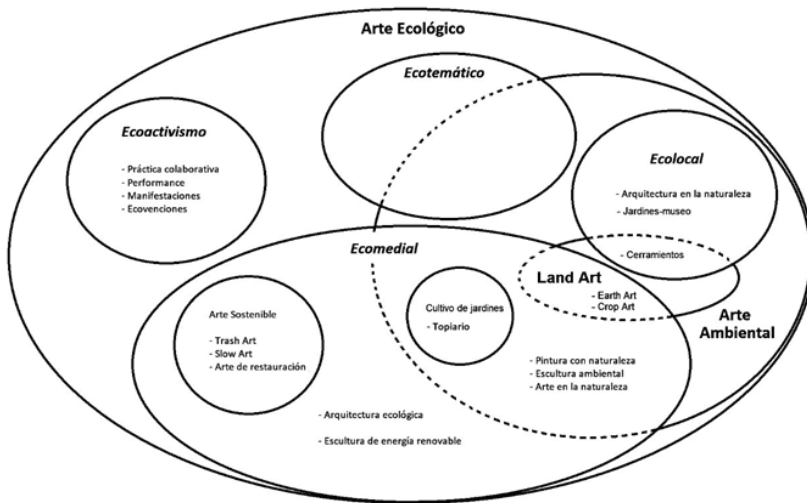 Arte Ecológico
Ecotemático
Ecoactivismo
- Práctica colaborativa
- Performance
- Manifestaciones
- Ecovenciones
Ecolocal
- Arquitectura en la naturaleza
- Jardines-museo
- Cerramientos
Ecomedial
Land Art
- Earth Art
- Crop Art
Arte
Ambiental
Arte Sostenible
- Trash Art
- Slow Art
- Arte de restauración
Cultivo de jardines
- Topiario
- Pintura con naturaleza
- Escultura ambiental
- Arte en la naturaleza
- Arquitectura ecológica
- Escultura de energía renovable